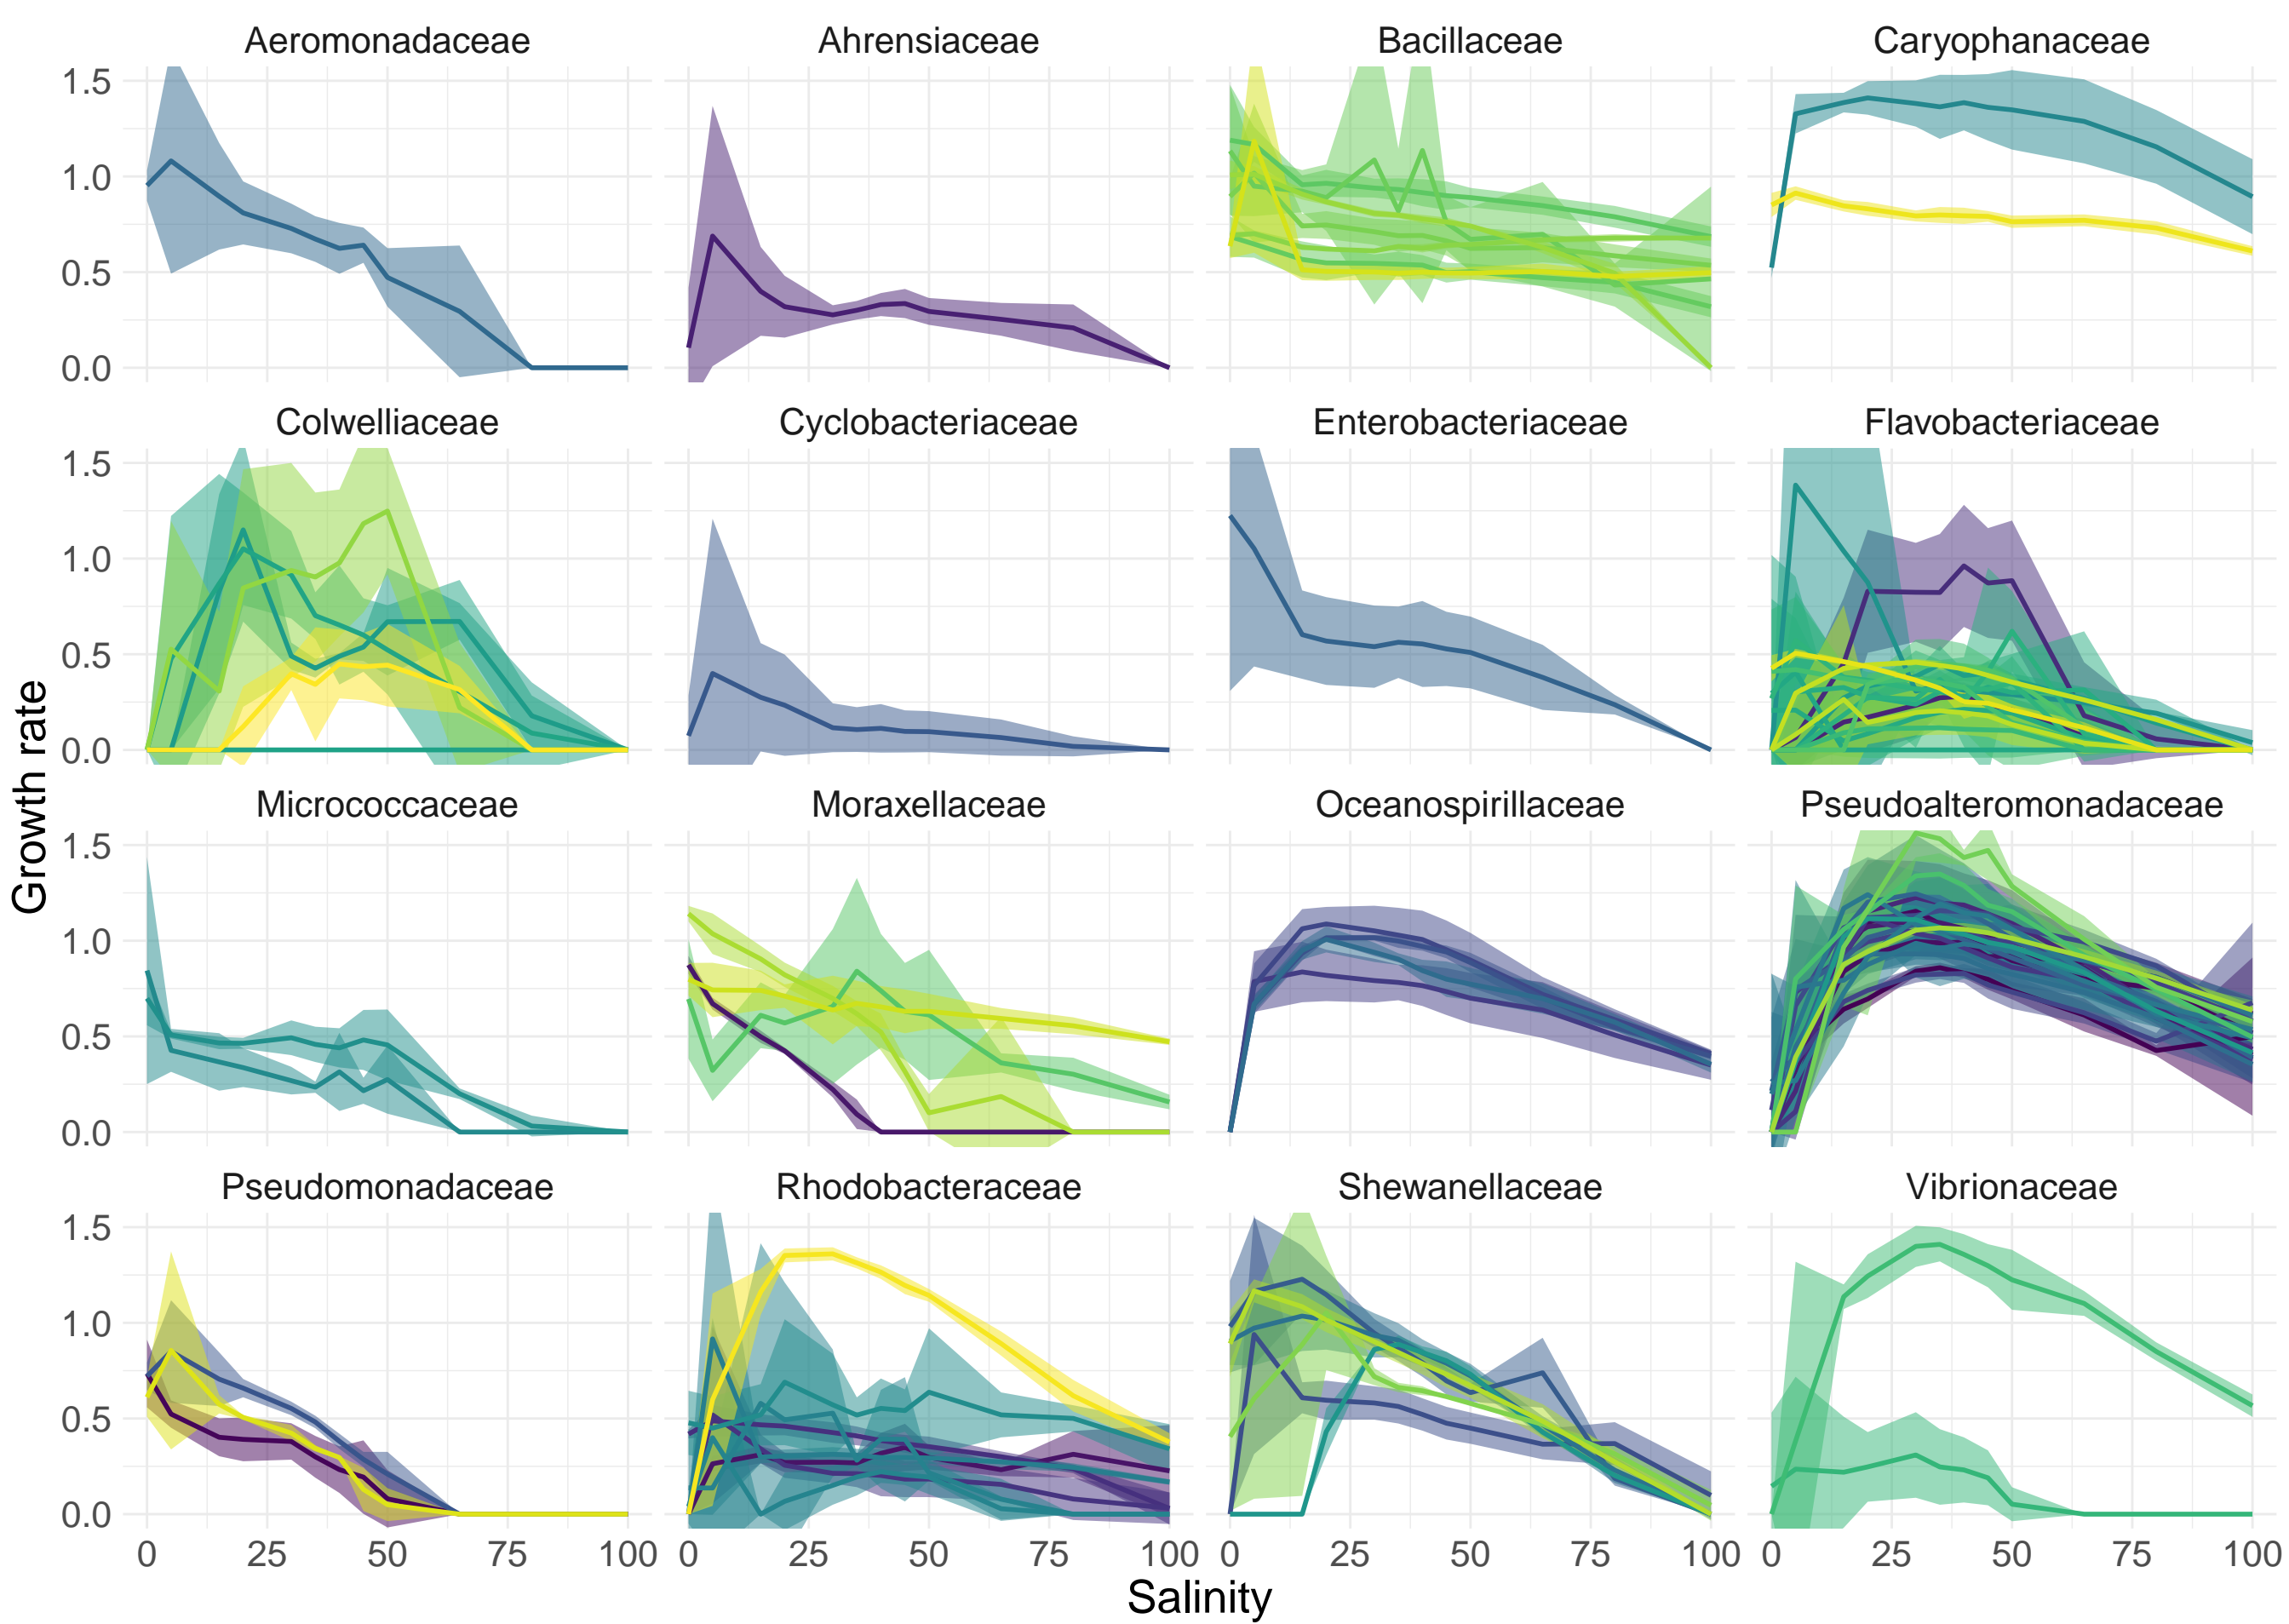 Aeromonadaceae Ahrensiaceae Bacillaceae Caryophanaceae
1.5
1.0
0.5
0.0
Colwelliaceae Cyclobacteriaceae Enterobacteriaceae Flavobacteriaceae
1.5
1.0
0.5
0.0
Growth rate
Micrococcaceae Moraxellaceae Oceanospirillaceae Pseudoalteromonadaceae
1.5
1.0
0.5
0.0
Pseudomonadaceae Rhodobacteraceae Shewanellaceae Vibrionaceae
1.5
1.0
0.5
0.0
0 25 50 75 100 0 25 50 75 100 0 25 50 75 100 0 25 50 75 100
Salinity